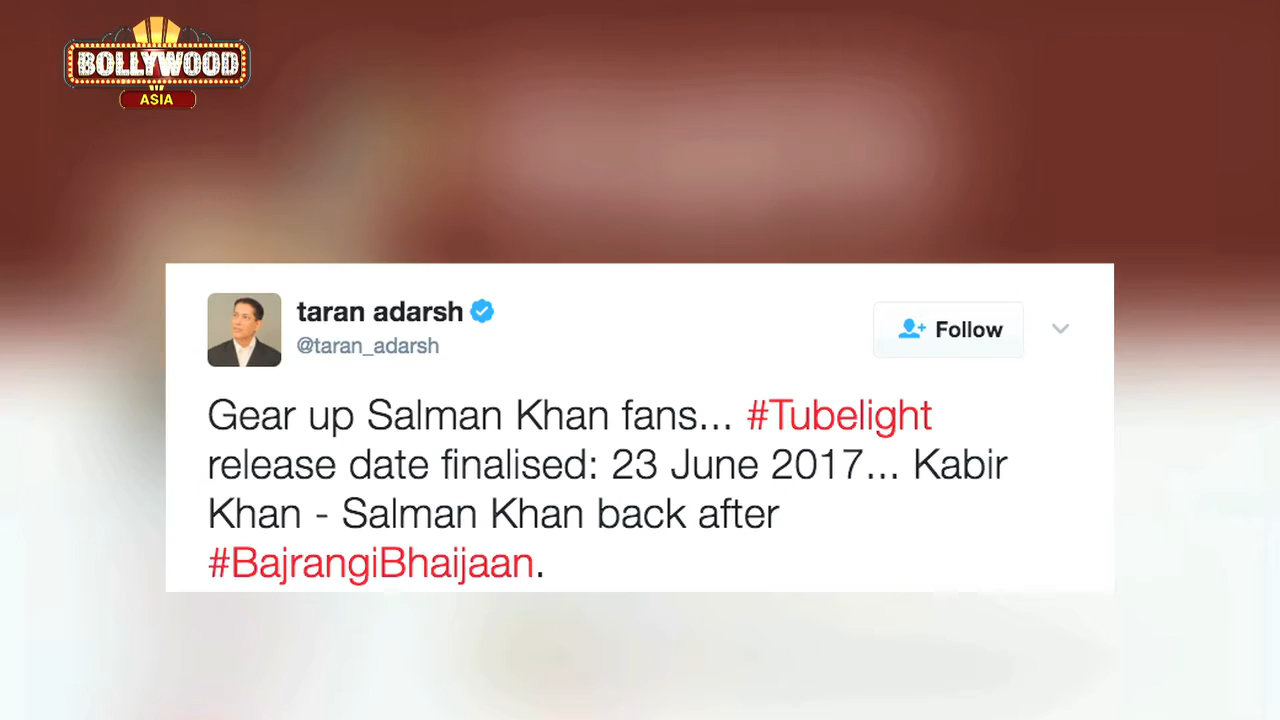 BOLLYWOOD
ASIA
taran adarsh
@taran_adarsh
Follow
Gear up Salman Khan fans... #Tubelight
release date finalised: 23 June 2017... Kabir
Khan - Salman Khan back after
#BajrangiBhaijaan.